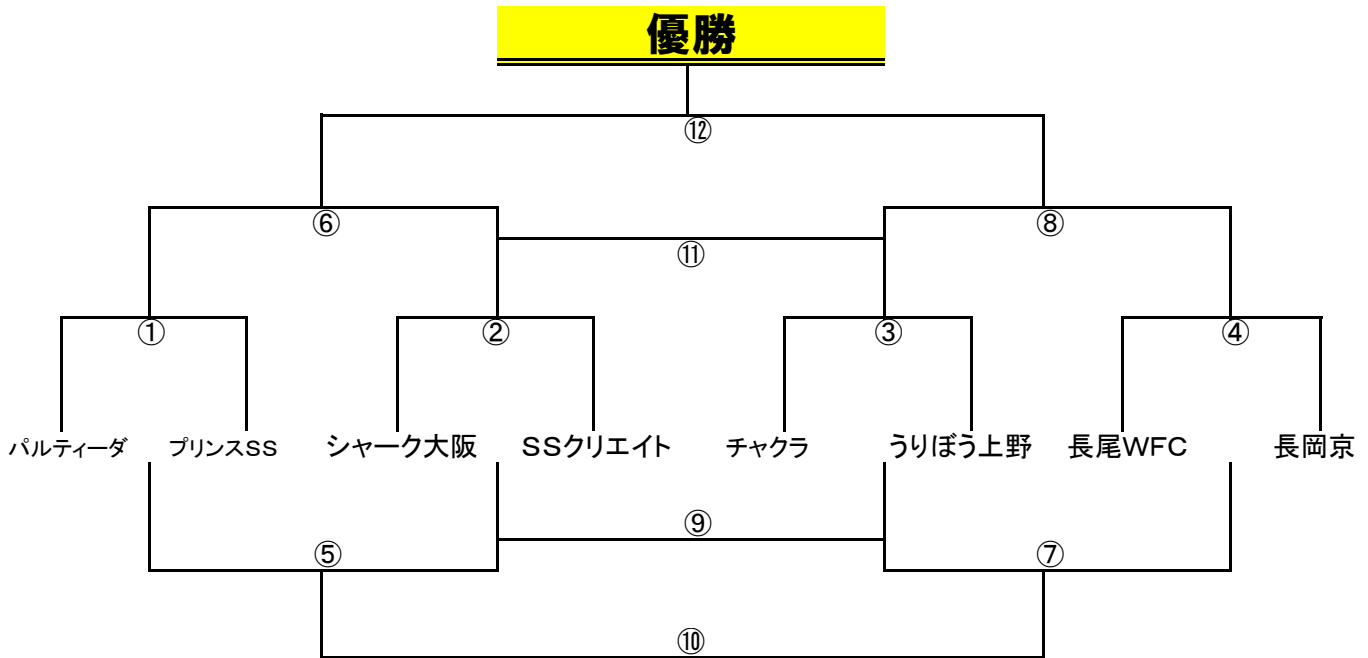 優勝
⑫
⑥
⑧
⑪
①
②
③
④
パルティーダ
プリンスSS
シャーク大阪
SSクリエイト
チャクラ
うりぼう上野
長尾WFC
長岡京
⑨
⑤
⑦
⑩